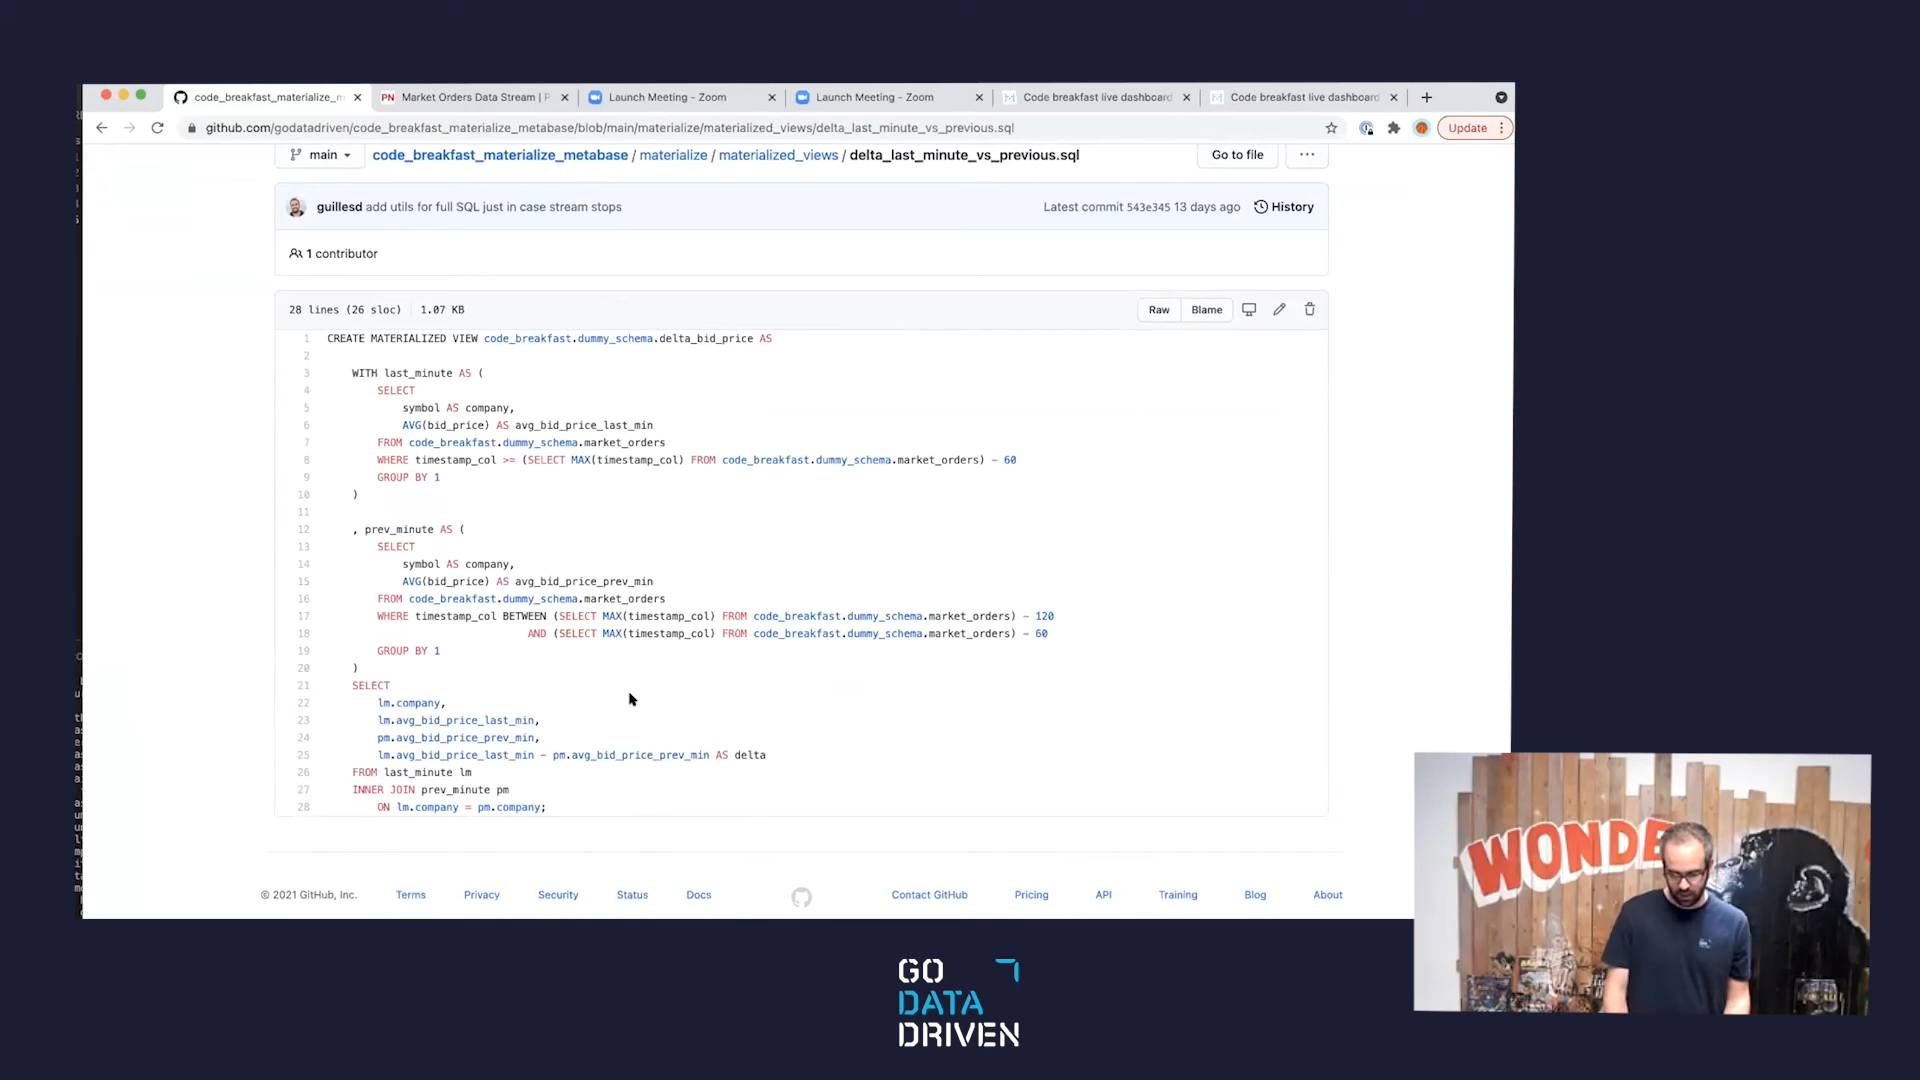 code_breakfast_materialize_m
Market Orders Data Stream | P
Launch Meeting - Zoom
Launch Meeting - Zoom
Code breakfast live dashboard
Code breakfast live dashboard
github.com/godatadriven/code_breakfast_materialize_metabase/blob/main/materialize/materialized_views/delta_last_minute_vs_previous.sql
Update
main
code_breakfast_materialize_metabase / materialize / materialized_views / delta_last_minute_vs_previous.sql
Go to file
...
guillesd add utils for full SQL just in case stream stops
Latest commit 543e345 13 days ago
History
1 contributor
28 lines (26 sloc) | 1.07 KB
Raw
Blame
1 CREATE MATERIALIZED VIEW code_breakfast.dummy_schema.delta_bid_price AS
2
3 WITH last_minute AS (
4 SELECT
5 symbol AS company,
6 AVG(bid_price) AS avg_bid_price_last_min
7 FROM code_breakfast.dummy_schema.market_orders
8 WHERE timestamp_col >= (SELECT MAX(timestamp_col) FROM code_breakfast.dummy_schema.market_orders) - 60
9 GROUP BY 1
10 )
11
12 , prev_minute AS (
13 SELECT
14 symbol AS company,
15 AVG(bid_price) AS avg_bid_price_prev_min
16 FROM code_breakfast.dummy_schema.market_orders
17 WHERE timestamp_col BETWEEN (SELECT MAX(timestamp_col) FROM code_breakfast.dummy_schema.market_orders) - 120
18 AND (SELECT MAX(timestamp_col) FROM code_breakfast.dummy_schema.market_orders) - 60
19 GROUP BY 1
20 )
21 SELECT
22 lm.company,
23 lm.avg_bid_price_last_min,
24 pm.avg_bid_price_prev_min,
25 lm.avg_bid_price_last_min - pm.avg_bid_price_prev_min AS delta
26 FROM last_minute lm
27 INNER JOIN prev_minute pm
28 ON lm.company = pm.company;
© 2021 GitHub, Inc.
Terms
Privacy
Security
Status
Docs
Contact GitHub
Pricing
API
Training
Blog
About
WONDE
GO
DATA
DRIVEN